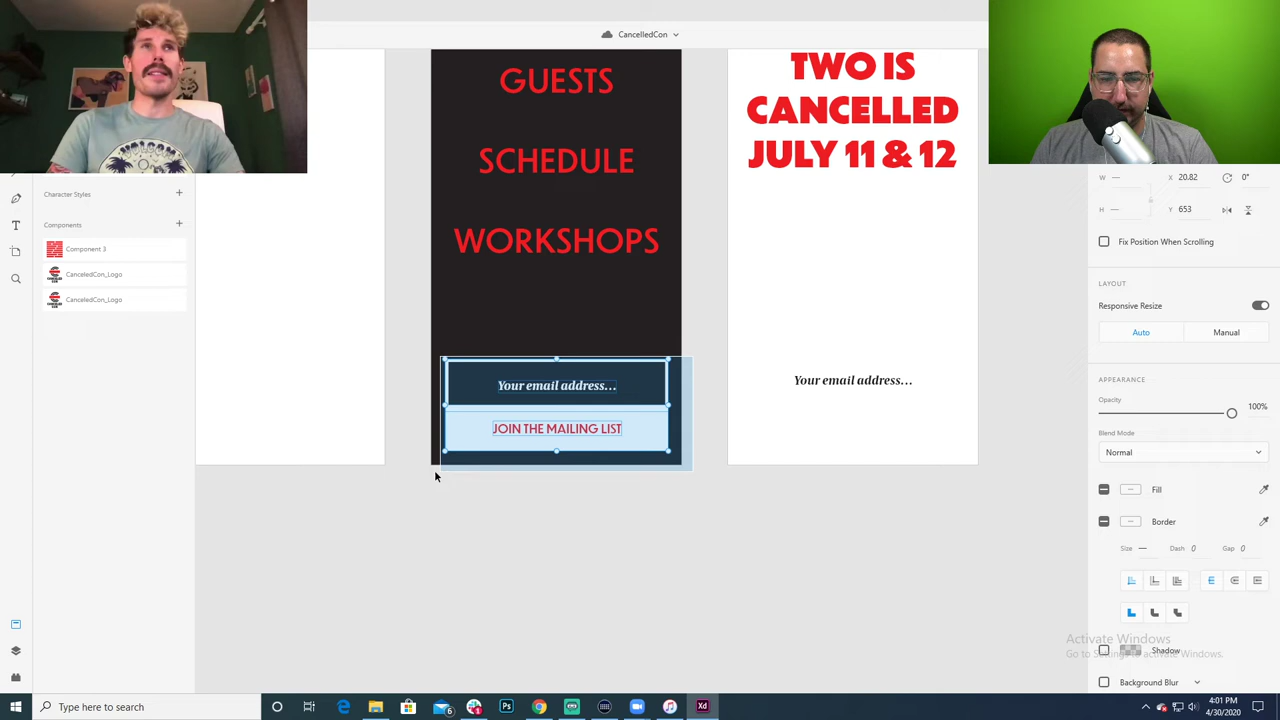 CancelledCon
GUESTS
SCHEDULE
WORKSHOPS
Your email address...
JOIN THE MAILING LIST
TWO IS
CANCELLED
JULY 11 & 12
Your email address...
Character Styles
Components
Component 3
CanceledCon_Logo
CanceledCon_Logo
W
X 20.82
0°
H
Y 653
Fix Position When Scrolling
LAYOUT
Responsive Resize
Auto
Manual
APPEARANCE
Opacity
100%
Blend Mode
Normal
Fill
Border
Size
Dash 0
Gap 0
Shadow
Background Blur
Activate Windows
Go to Settings to activate Windows.
Type here to search
4:01 PM
4/30/2020